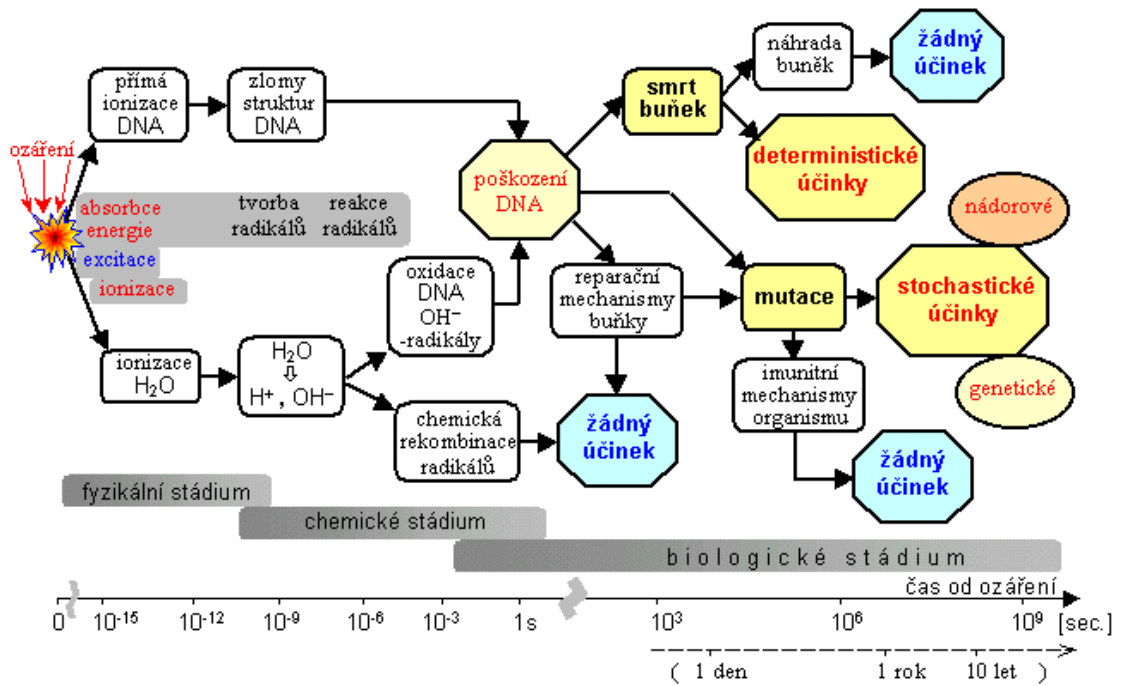 přímá
ionizace
DNA
zlomy
struktur
DNA
smrt
buňek
náhrada
buněk
žádný
účinek
ozáření
poškození
DNA
deterministické
účinky
absorbce
energie
tvorba
radikálů
reakce
radikálů
excitace
ionizace
nádorové
oxidace
DNA
OH⁻
-radikály
reparační
mechanismy
buňky
mutace
stochastické
účinky
ionizace
H₂O
H₂O
⇩
H⁺, OH⁻
chemická
rekombinace
radikálů
žádný
účinek
imunitní
mechanismy
organismu
genetické
žádný
účinek
fyzikální stádium
chemické stádium
biologické stádium
čas od ozáření
0 10⁻¹⁵ 10⁻¹² 10⁻⁹ 10⁻⁶ 10⁻³ 1s 10³ 10⁶ 10⁹ [sec.]
( 1 den 1 rok 10 let )